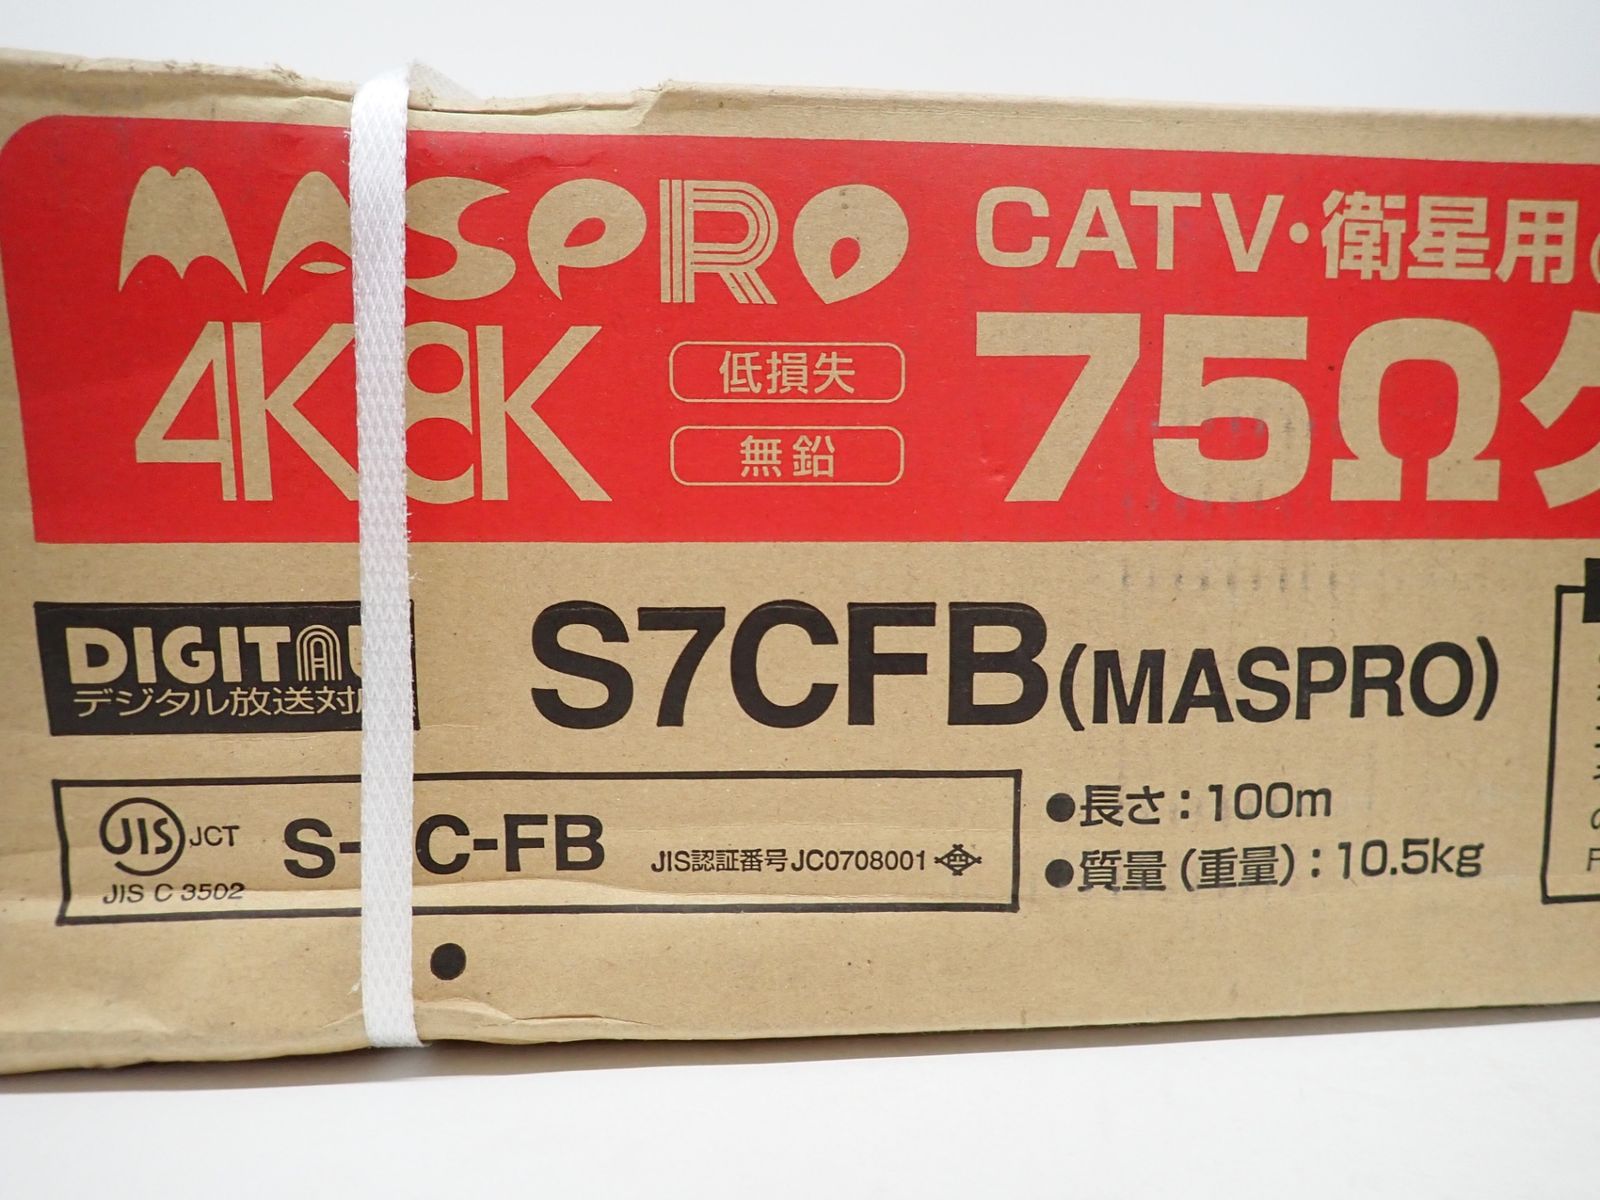 MASPRO
CATV・衛星用
4K8K
低損失
無鉛
75Ω
DIGITAL
デジタル放送対
S7CFB(MASPRO)
JIS JCT
JIS C 3502
S- C-FB
JIS認証番号JC0708001
●長さ：100m
●質量（重量）：10.5kg